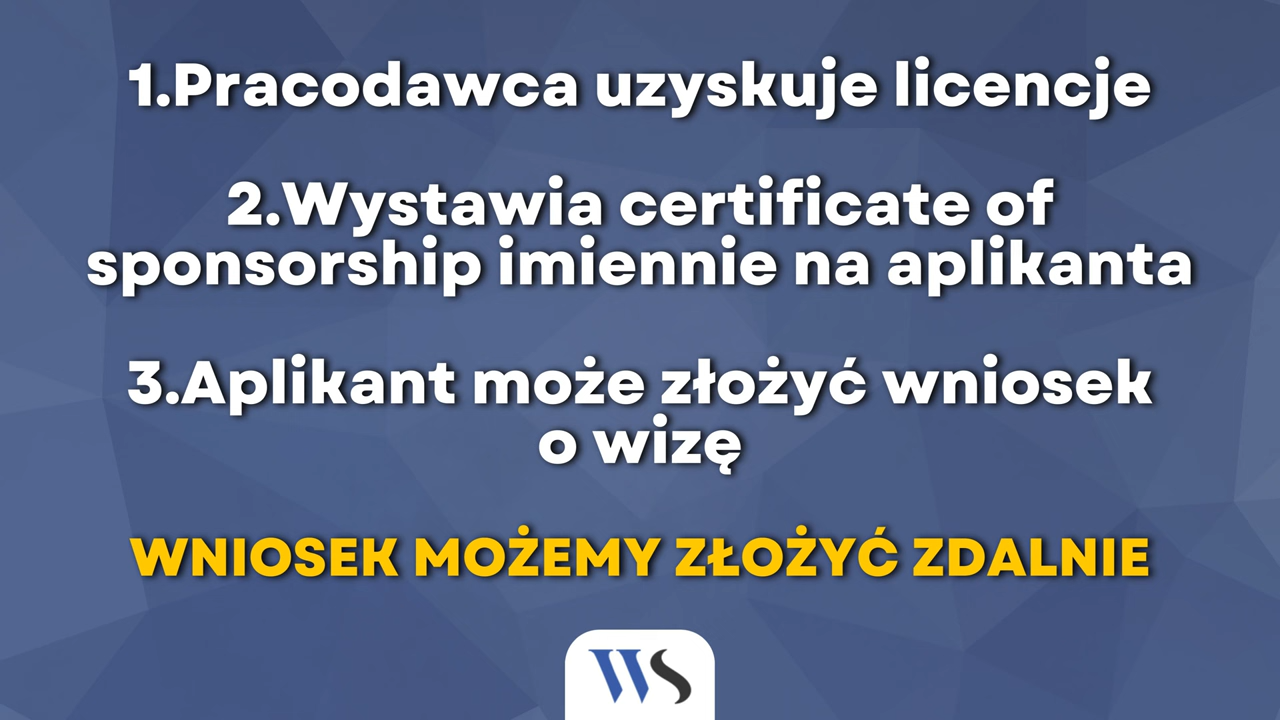 1.Pracodawca uzyskuje licencje
2.Wystawia certificate of
sponsorship imiennie na aplikanta
3.Aplikant może złożyć wniosek
o wizę
WNIOSEK MOŻEMY ZŁOŻYĆ ZDALNIE
WS